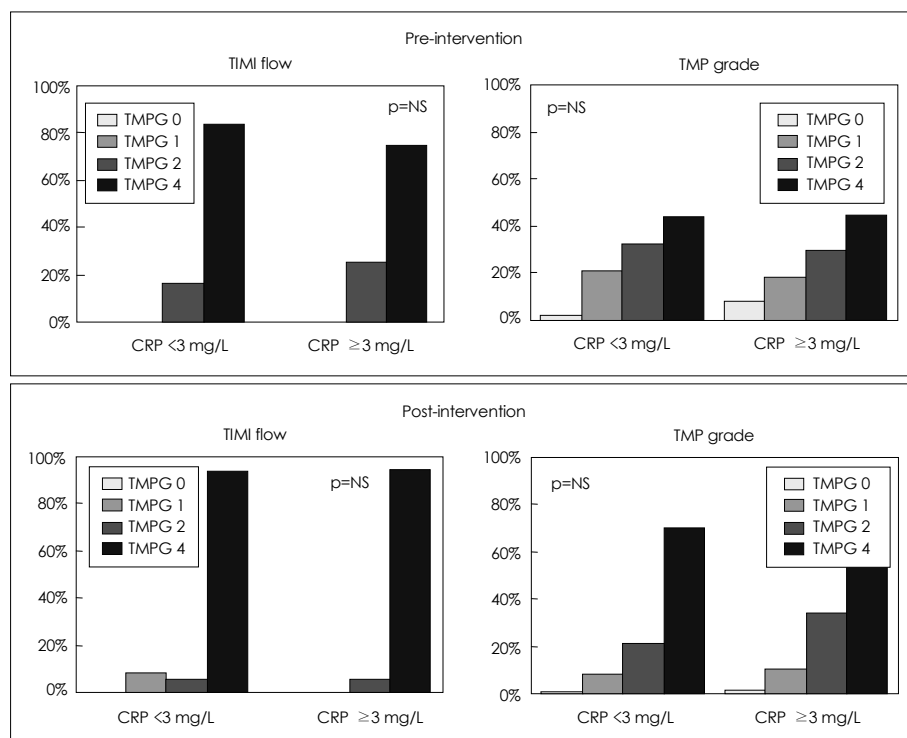 Pre-intervention
TIMI flow
100%
80%
60%
40%
20%
0%
TMPG 0
TMPG 1
TMPG 2
TMPG 4
p=NS
CRP <3 mg/L
CRP ≥3 mg/L
TMP grade
100%
80%
60%
40%
20%
0%
p=NS
TMPG 0
TMPG 1
TMPG 2
TMPG 4
CRP <3 mg/L
CRP ≥3 mg/L
Post-intervention
TIMI flow
100%
80%
60%
40%
20%
0%
TMPG 0
TMPG 1
TMPG 2
TMPG 4
p=NS
CRP <3 mg/L
CRP ≥3 mg/L
TMP grade
100%
80%
60%
40%
20%
0%
p=NS
TMPG 0
TMPG 1
TMPG 2
TMPG 4
CRP <3 mg/L
CRP ≥3 mg/L